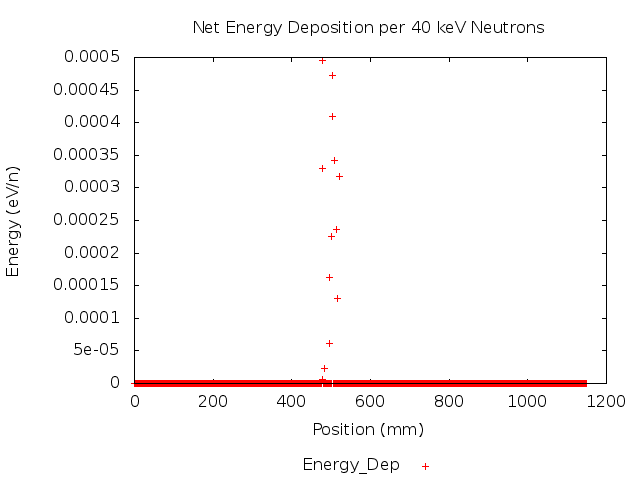 Net Energy Deposition per 40 keV Neutrons
0.0005
0.00045
0.0004
0.00035
0.0003
0.00025
0.0002
0.00015
0.0001
5e-05
0
Energy (eV/n)
0 200 400 600 800 1000 1200
Position (mm)
Energy_Dep